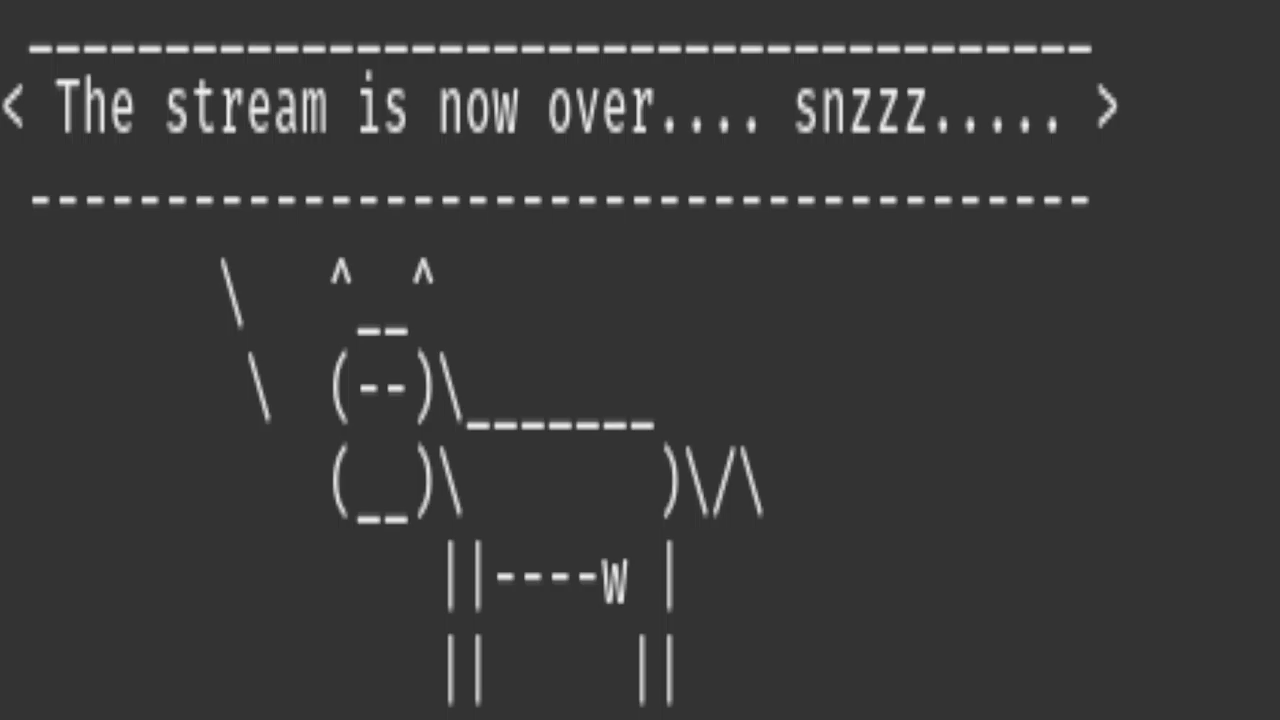 < The stream is now over.... snzzz..... >